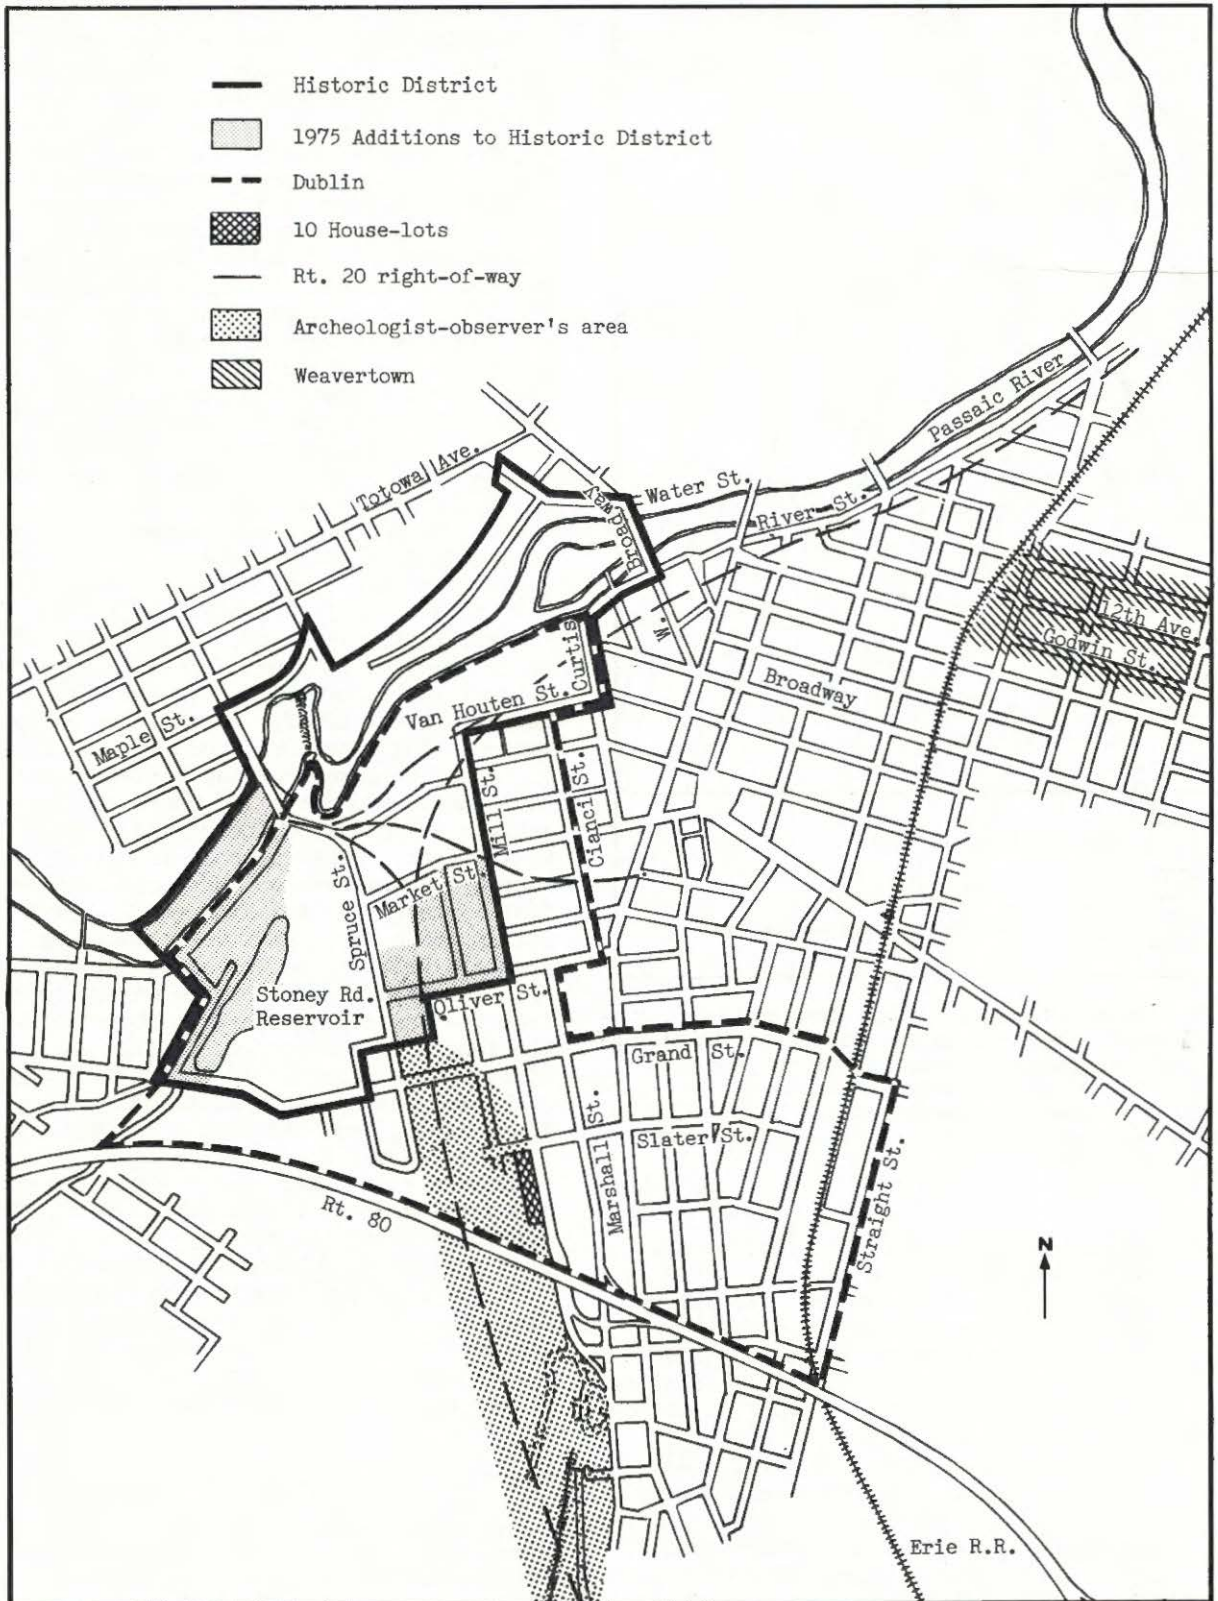 Historic District
1975 Additions to Historic District
Dublin
10 House-lots
Rt. 20 right-of-way
Archeologist-observer's area
Weavertown
Passaic River
Totowa Ave.
Water St.
River St.
W. Broadway
12th Ave.
Godwin St.
Curtis
Broadway
Van Houten St.
Maple St.
Mill St.
Cianci St.
Market St.
Spruce St.
Stoney Rd.
Reservoir
Oliver St.
Grand St.
Marshall St.
Slater St.
Straight St.
Rt. 80
N
Erie R.R.